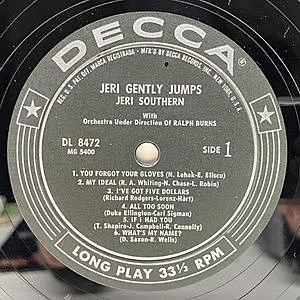 DECCA
REG. U.S. PAT. OFF. MARCA REGISTRADA • MF'D BY DECCA RECORDS, INC., NEW YORK, U.S.A.
JERI GENTLY JUMPS
JERI SOUTHERN
With
Orchestra Under Direction Of RALPH BURNS
DL 8472
MG 5400
SIDE 1
1. YOU FORGOT YOUR GLOVES (N. Lehak-E. Eliscu)
2. MY IDEAL (R. A. Whiting-N. Chase-L. Robin)
3. I'VE GOT FIVE DOLLARS
(Richard Rodgers-Lorenz-Hart)
4. ALL TOO SOON
(Duke Ellington-Carl Sigman)
5. IF I HAD YOU
(T. Shapiro-J. Campbell-R. Connelly)
6. WHAT'S MY NAME?
(D. Saxon-R. Wells)
LONG PLAY 33⅓ RPM